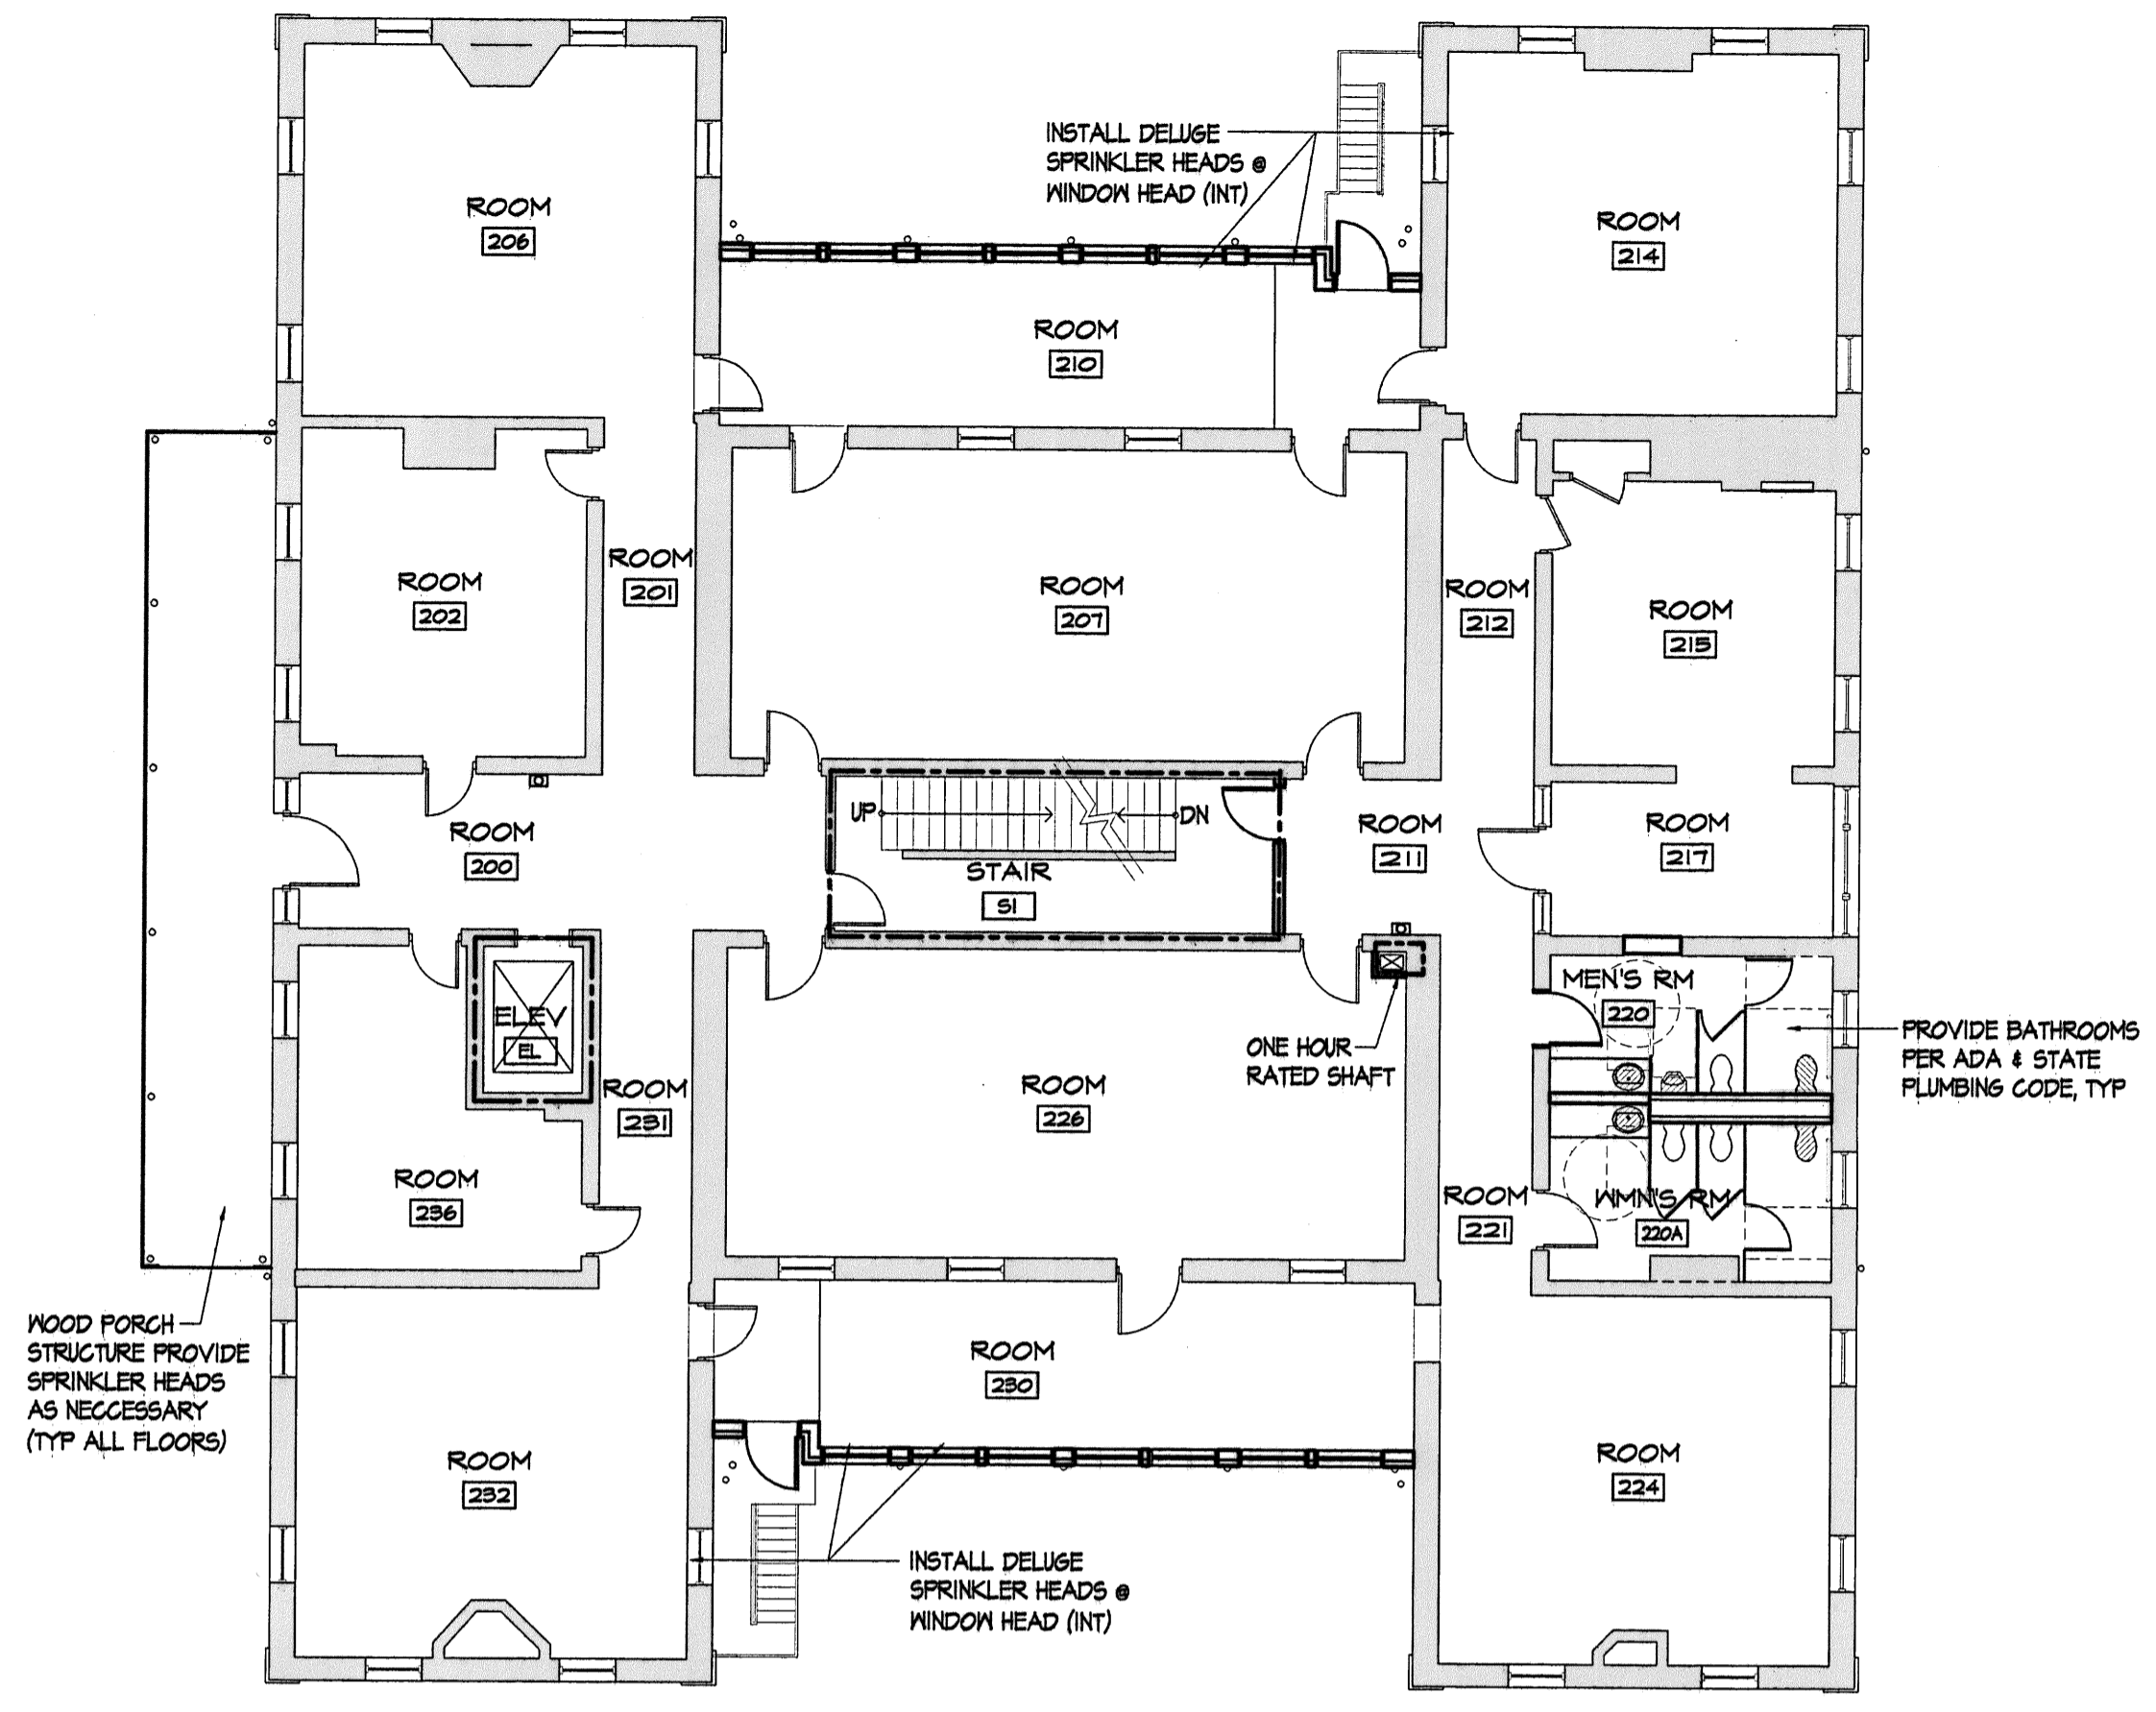 INSTALL DELUGE
SPRINKLER HEADS @
WINDOW HEAD (INT)
ROOM
206
ROOM
214
ROOM
210
ROOM
201
ROOM
202
ROOM
207
ROOM
212
ROOM
215
UP
DN
ROOM
200
STAIR
S1
ROOM
211
ROOM
217
ELEV
EL
MEN'S RM
220
PROVIDE BATHROOMS
PER ADA & STATE
PLUMBING CODE, TYP
ONE HOUR
RATED SHAFT
ROOM
231
ROOM
226
ROOM
236
ROOM
221
WMN'S RM
220A
WOOD PORCH
STRUCTURE PROVIDE
SPRINKLER HEADS
AS NECCESSARY
(TYP ALL FLOORS)
ROOM
230
ROOM
232
ROOM
224
INSTALL DELUGE
SPRINKLER HEADS @
WINDOW HEAD (INT)